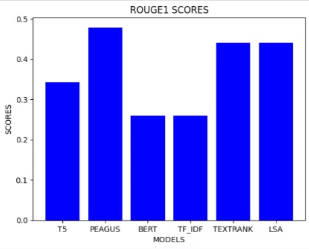 ROUGE1 SCORES
0.5
0.4
0.3
0.2
0.1
0.0
SCORES
T5 PEAGUS BERT TF_IDF TEXTRANK LSA
MODELS